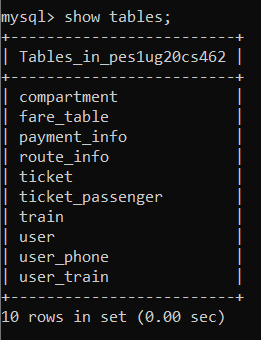 mysql> show tables;
+-------------------------+
| Tables_in_pes1ug20cs462 |
+-------------------------+
| compartment             |
| fare_table              |
| payment_info            |
| route_info              |
| ticket                  |
| ticket_passenger        |
| train                   |
| user                    |
| user_phone              |
| user_train              |
+-------------------------+
10 rows in set (0.00 sec)